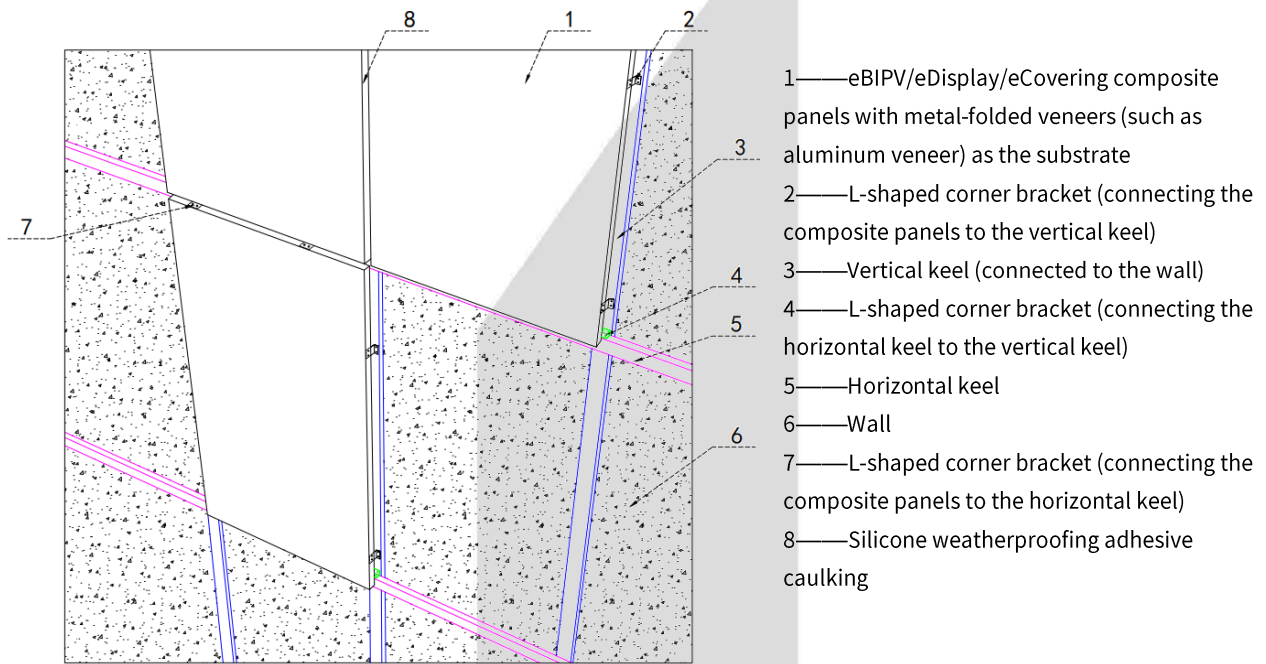 8
1
2
3
7
4
5
6
1——eBIPV/eDisplay/eCovering composite
panels with metal-folded veneers (such as
aluminum veneer) as the substrate
2——L-shaped corner bracket (connecting the
composite panels to the vertical keel)
3——Vertical keel (connected to the wall)
4——L-shaped corner bracket (connecting the
horizontal keel to the vertical keel)
5——Horizontal keel
6——Wall
7——L-shaped corner bracket (connecting the
composite panels to the horizontal keel)
8——Silicone weatherproofing adhesive
caulking